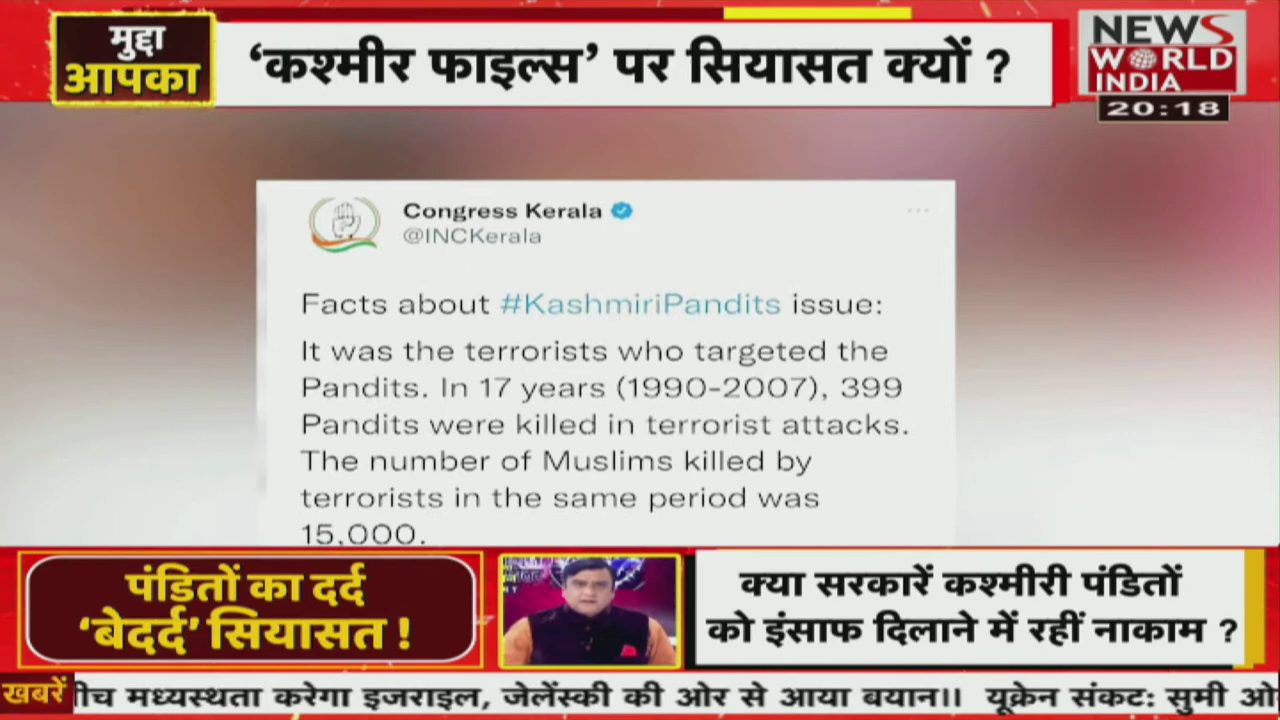 मुद्दा
आपका
‘कश्मीर फाइल्स’ पर सियासत क्यों ?
NEWS
WORLD
INDIA
20:18
Congress Kerala
@INCKerala
Facts about #KashmiriPandits issue:
It was the terrorists who targeted the
Pandits. In 17 years (1990-2007), 399
Pandits were killed in terrorist attacks.
The number of Muslims killed by
terrorists in the same period was
15,000.
पंडितों का दर्द
‘बेदर्द’ सियासत !
क्या सरकारें कश्मीरी पंडितों
को इंसाफ दिलाने में रहीं नाकाम ?
खबरें
मध्यस्थता करेगा इजराइल, जेलेंस्की की ओर से आया बयान।। यूक्रेन संकट: सुमी